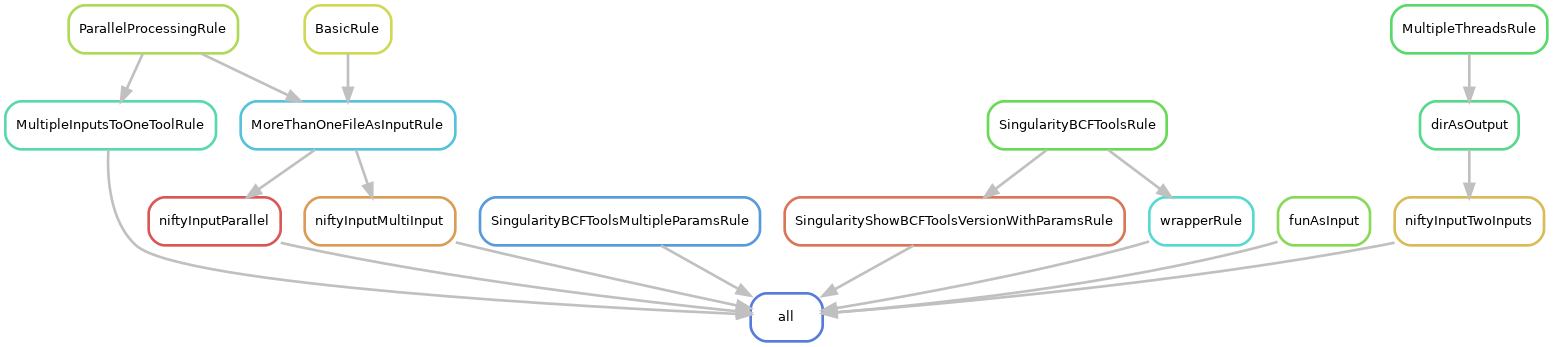 ParallelProcessingRule
BasicRule
MultipleThreadsRule
MultipleInputsToOneToolRule
MoreThanOneFileAsInputRule
SingularityBCFToolsRule
dirAsOutput
niftyInputParallel
niftyInputMultiInput
SingularityBCFToolsMultipleParamsRule
SingularityShowBCFToolsVersionWithParamsRule
wrapperRule
funAsInput
niftyInputTwoInputs
all